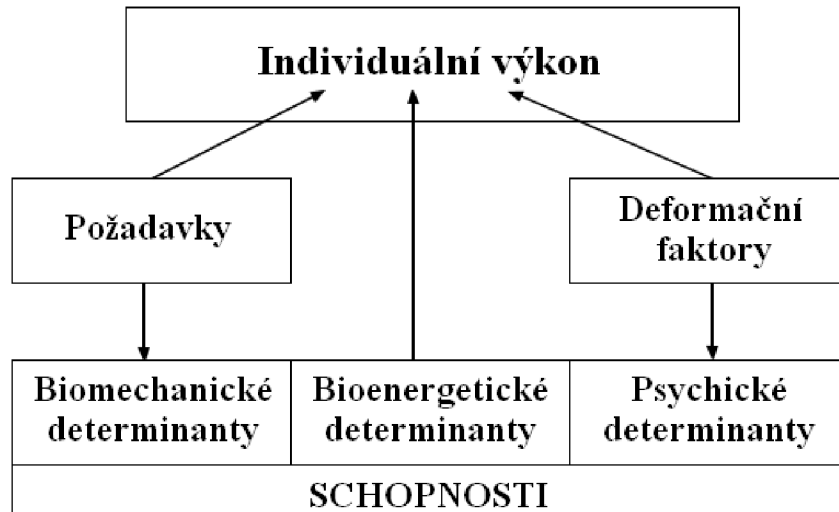 Individuální výkon
Požadavky
Deformační
faktory
Biomechanické
determinanty
Bioenergetické
determinanty
Psychické
determinanty
SCHOPNOSTI